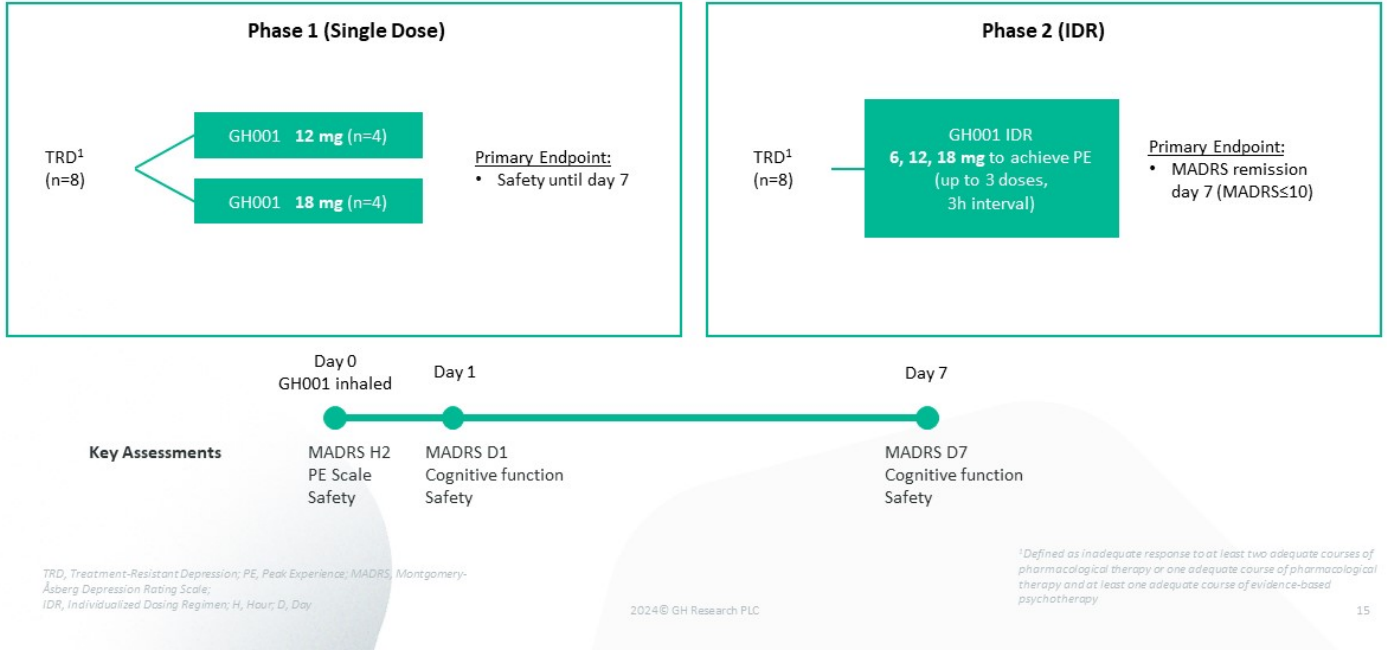 Phase 1 (Single Dose)
TRD¹
(n=8)
GH001 12 mg (n=4)
GH001 18 mg (n=4)
Primary Endpoint:
• Safety until day 7
Phase 2 (IDR)
TRD¹
(n=8)
GH001 IDR
6, 12, 18 mg to achieve PE
(up to 3 doses,
3h interval)
Primary Endpoint:
• MADRS remission
day 7 (MADRS≤10)
Day 0
GH001 inhaled
Day 1
Day 7
Key Assessments
MADRS H2
PE Scale
Safety
MADRS D1
Cognitive function
Safety
MADRS D7
Cognitive function
Safety
TRD, Treatment-Resistant Depression; PE, Peak Experience; MADRS, Montgomery-
Åsberg Depression Rating Scale;
IDR, Individualized Dosing Regimen; H, Hour; D, Day
2024© GH Research PLC
¹Defined as inadequate response to at least two adequate courses of
pharmacological therapy or one adequate course of pharmacological
therapy and at least one adequate course of evidence-based
psychotherapy
15